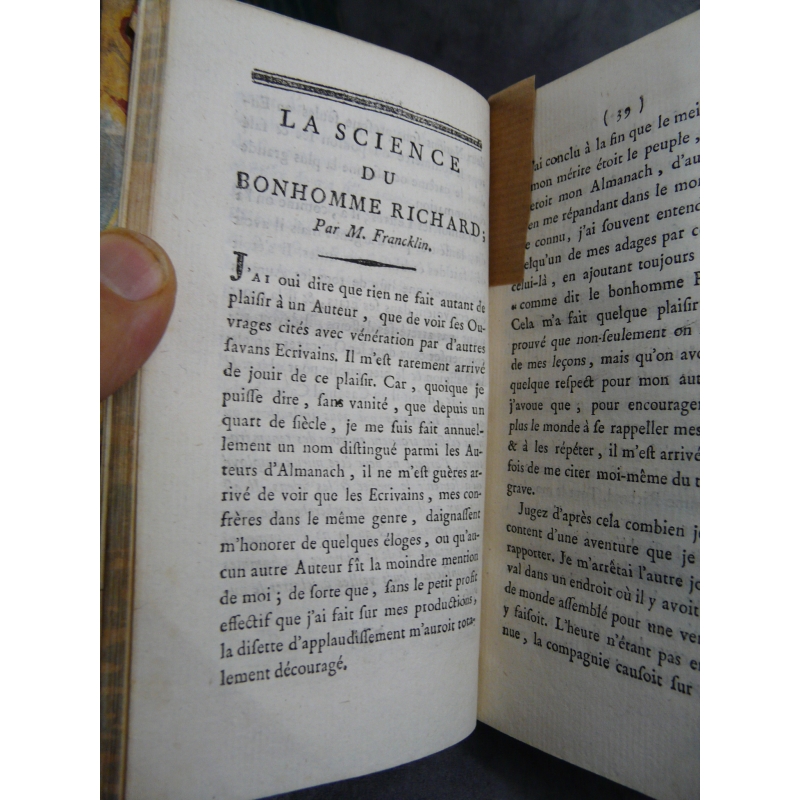 LA SCIENCE
DU
BONHOMME RICHARD;
Par M. Francklin.
J'AI oui dire que rien ne fait autant de
plaiſir à un Auteur, que de voir ſes Ou-
vrages cités avec vénération par d'autres
ſavans Ecrivains. Il m'eſt rarement arrivé
de jouir de ce plaiſir. Car, quoique je
puiſſe dire, ſans vanité, que depuis un
quart de ſiècle, je me ſuis fait annuel-
lement un nom diſtingué parmi les Au-
teurs d'Almanach, il ne m'eſt guères ar-
rivé de voir que les Ecrivains, mes con-
frères dans le même genre, daignaſſent
m'honorer de quelques éloges, ou qu'au-
cun autre Auteur fît la moindre mention
de moi; de ſorte que, ſans le petit profit
effectif que j'ai fait ſur mes productions,
la diſette d'applaudiſſement m'auroit tota-
lement découragé.
( 39 )
J'ai conclu à la fin que le mei
mon mérite étoit le peuple,
étoit mon Almanach, d'au
en me répandant dans le mon
connu, j'ai ſouvent entend
quelqu'un de mes adages par c
celui-là, en ajoutant toujours
comme dit le bonhomme
Cela m'a fait quelque plaiſir
prouvé que non-ſeulement on
de mes leçons, mais qu'on avo
quelque reſpect pour mon aut
j'avoue que, pour encourager
plus le monde à ſe rappeller mes
& à les répéter, il m'eſt arrivé
fois de me citer moi-même du t
grave.
Jugez d'après cela combien je
content d'une aventure que je
rapporter. Je m'arrêtai l'autre jo
val dans un endroit où il y avoit
de monde aſſemblé pour une ven
y faiſoit. L'heure n'étant pas en
nue, la compagnie cauſoit ſur